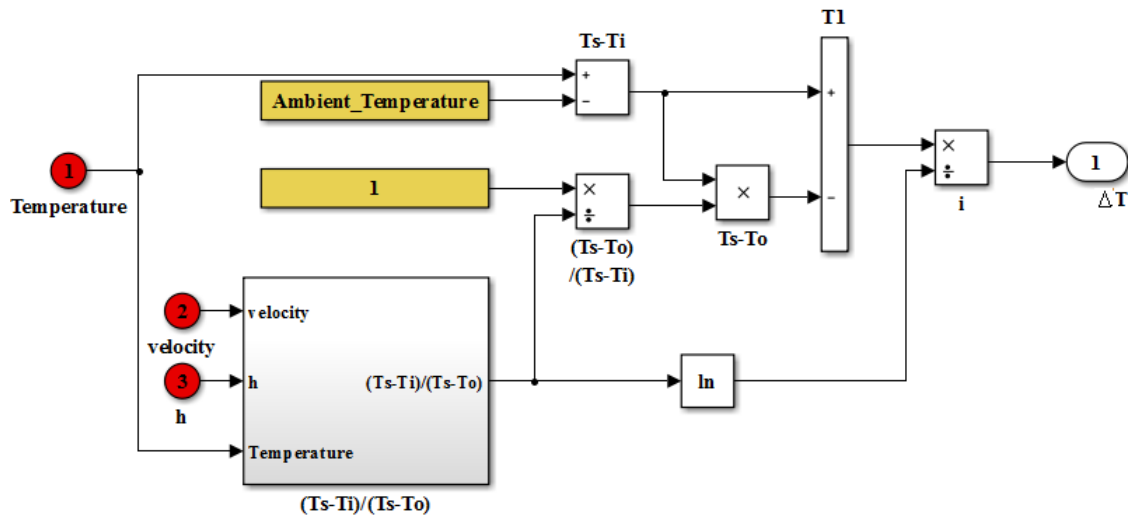 T1
Ts-Ti
+
−
Ambient_Temperature
+
1
Temperature
1
×
÷
(Ts-To)
/(Ts-Ti)
×
Ts-To
−
×
÷
i
1
ΔT
2
velocity
3
h
velocity
h
(Ts-Ti)/(Ts-To)
Temperature
(Ts-Ti)/(Ts-To)
ln